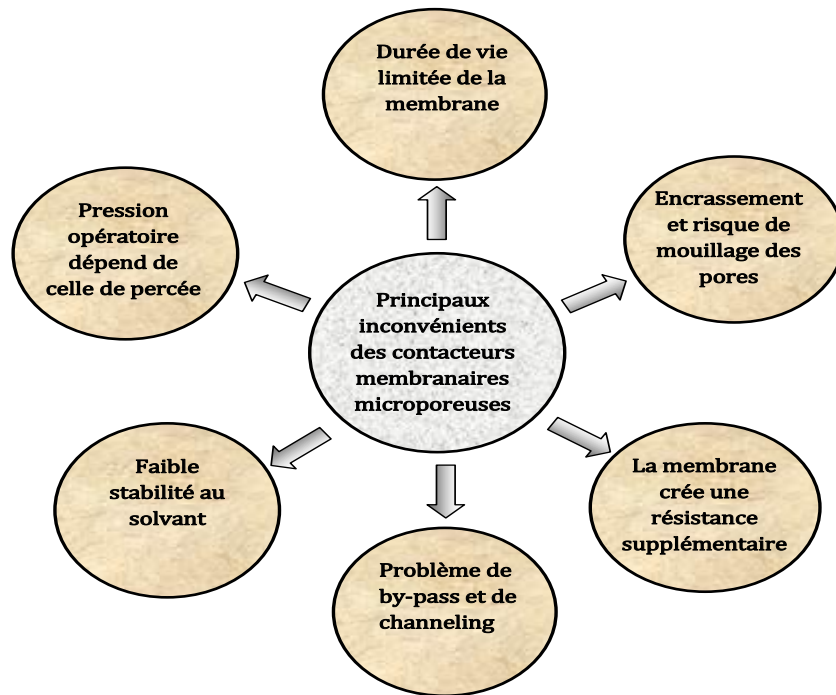 Durée de vie
limitée de la
membrane
Pression
opératoire
dépend de
celle de percée
Encrassement
et risque de
mouillage des
pores
Principaux
inconvénients
des contacteurs
membranaires
microporeuses
Faible
stabilité au
solvant
La membrane
crée une
résistance
supplémentaire
Problème de
by-pass et de
channeling